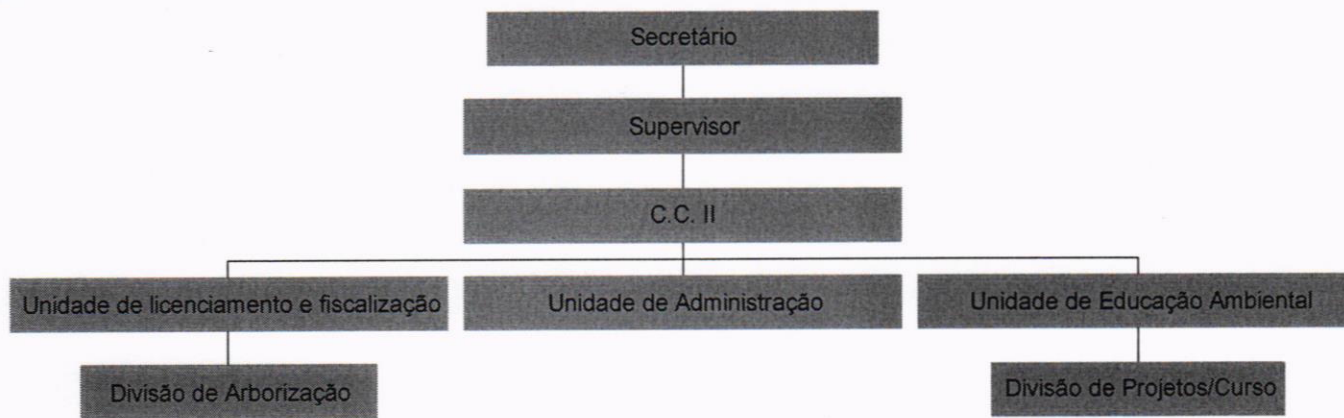 Secretário
Supervisor
C.C. II
Unidade de licenciamento e fiscalização
Unidade de Administração
Unidade de Educação Ambiental
Divisão de Arborização
Divisão de Projetos/Curso